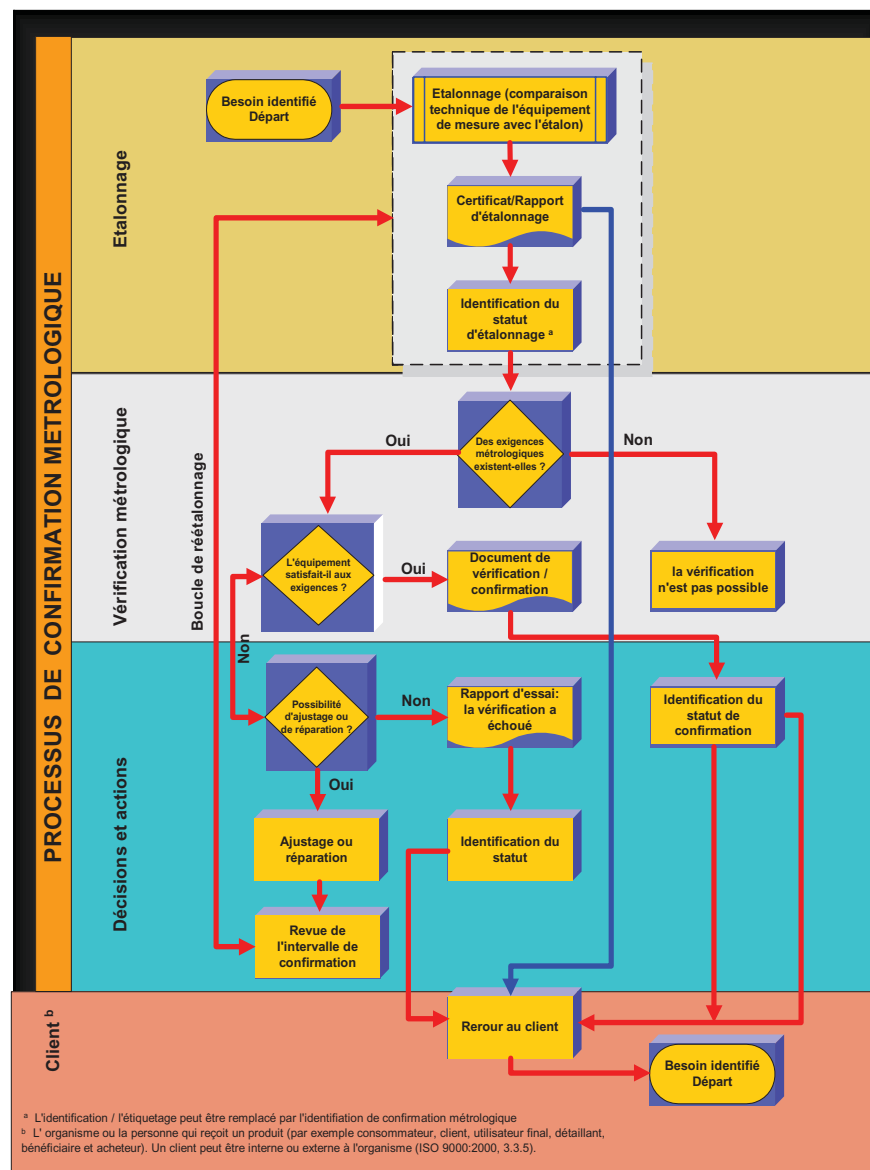 PROCESSUS DE CONFIRMATION METROLOGIQUE
Etalonnage
Besoin identifié
Départ
Etalonnage (comparaison
technique de l'équipement
de mesure avec l'étalon)
Certificat/Rapport
d'étalonnage
Identification du
statut
d'étalonnage ª
Vérification métrologique
Boucle de réétalonnage
Des exigences
métrologiques
existent-elles ?
Oui
Non
L'équipement
satisfait-il aux
exigences ?
Oui
Document de
vérification /
confirmation
la vérification
n'est pas possible
Non
Décisions et actions
Possibilité
d'ajustage ou
de réparation ?
Non
Rapport d'essai:
la vérification a
échoué
Identification du
statut de
confirmation
Oui
Ajustage ou
réparation
Identification du
statut
Revue de
l'intervalle de
confirmation
Client ᵇ
Rerour au client
Besoin identifié
Départ
ª L'identification / l'étiquetage peut être remplacé par l'identifiation de confirmation métrologique
ᵇ L' organisme ou la personne qui reçoit un produit (par exemple consommateur, client, utilisateur final, détaillant,
bénéficiaire et acheteur). Un client peut être interne ou externe à l'organisme (ISO 9000:2000, 3.3.5).